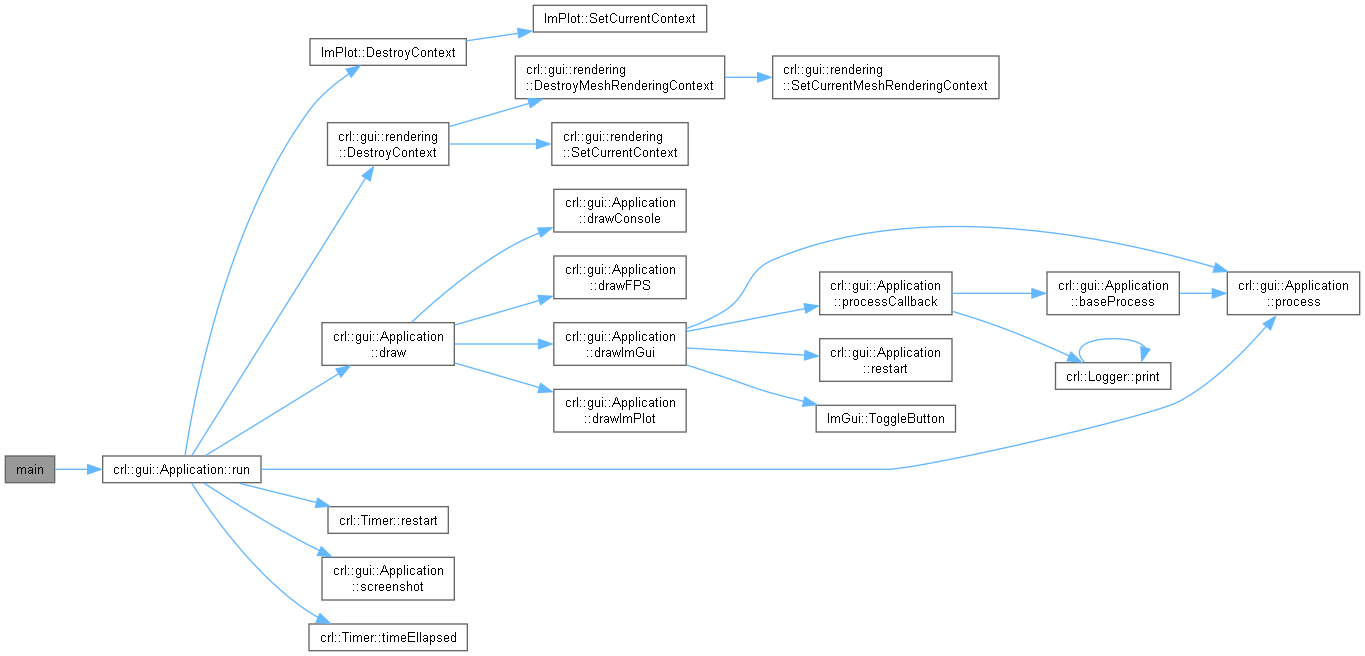 ImPlot::SetCurrentContext
ImPlot::DestroyContext
crl::gui::rendering
::DestroyMeshRenderingContext
crl::gui::rendering
::SetCurrentMeshRenderingContext
crl::gui::rendering
::DestroyContext
crl::gui::rendering
::SetCurrentContext
crl::gui::Application
::drawConsole
crl::gui::Application
::drawFPS
crl::gui::Application
::processCallback
crl::gui::Application
::baseProcess
crl::gui::Application
::process
crl::gui::Application
::draw
crl::gui::Application
::drawImGui
crl::gui::Application
::restart
crl::Logger::print
crl::gui::Application
::drawImPlot
ImGui::ToggleButton
main
crl::gui::Application::run
crl::Timer::restart
crl::gui::Application
::screenshot
crl::Timer::timeEllapsed